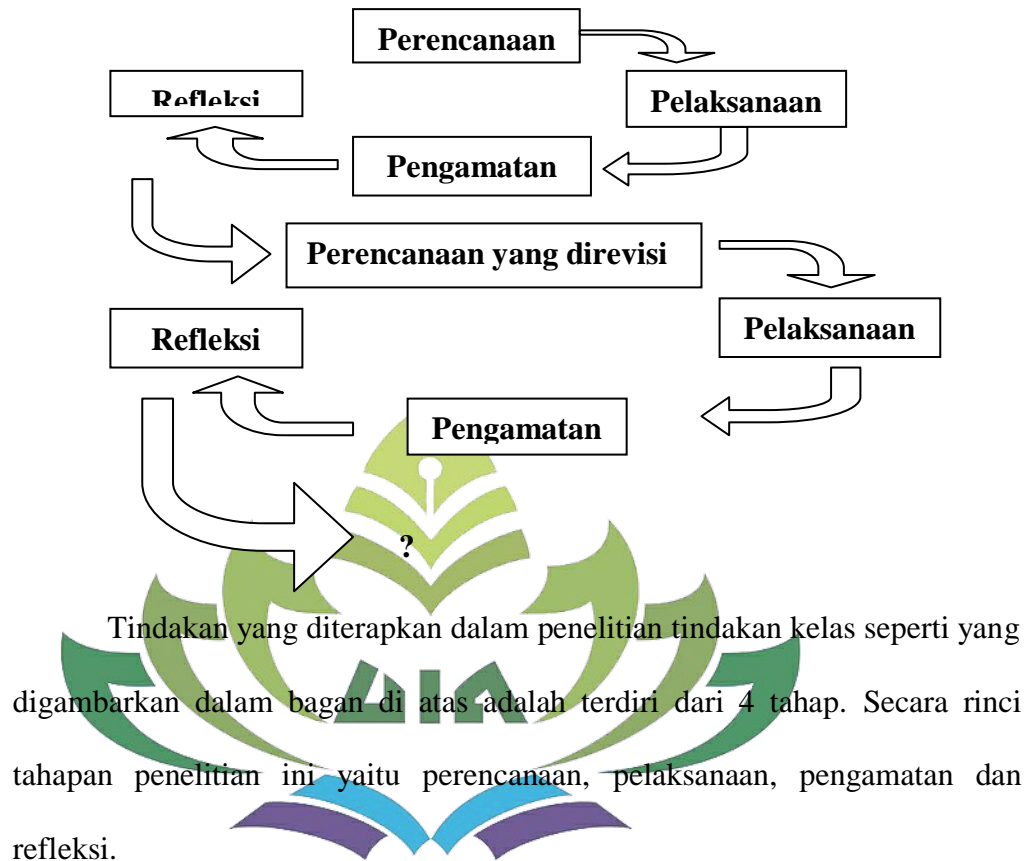 Perencanaan
Refleksi
Pelaksanaan
Pengamatan
Perencanaan yang direvisi
Refleksi
Pelaksanaan
Pengamatan
?
Tindakan yang diterapkan dalam penelitian tindakan kelas seperti yang
digambarkan dalam bagan di atas adalah terdiri dari 4 tahap. Secara rinci
tahapan penelitian ini yaitu perencanaan, pelaksanaan, pengamatan dan
refleksi.